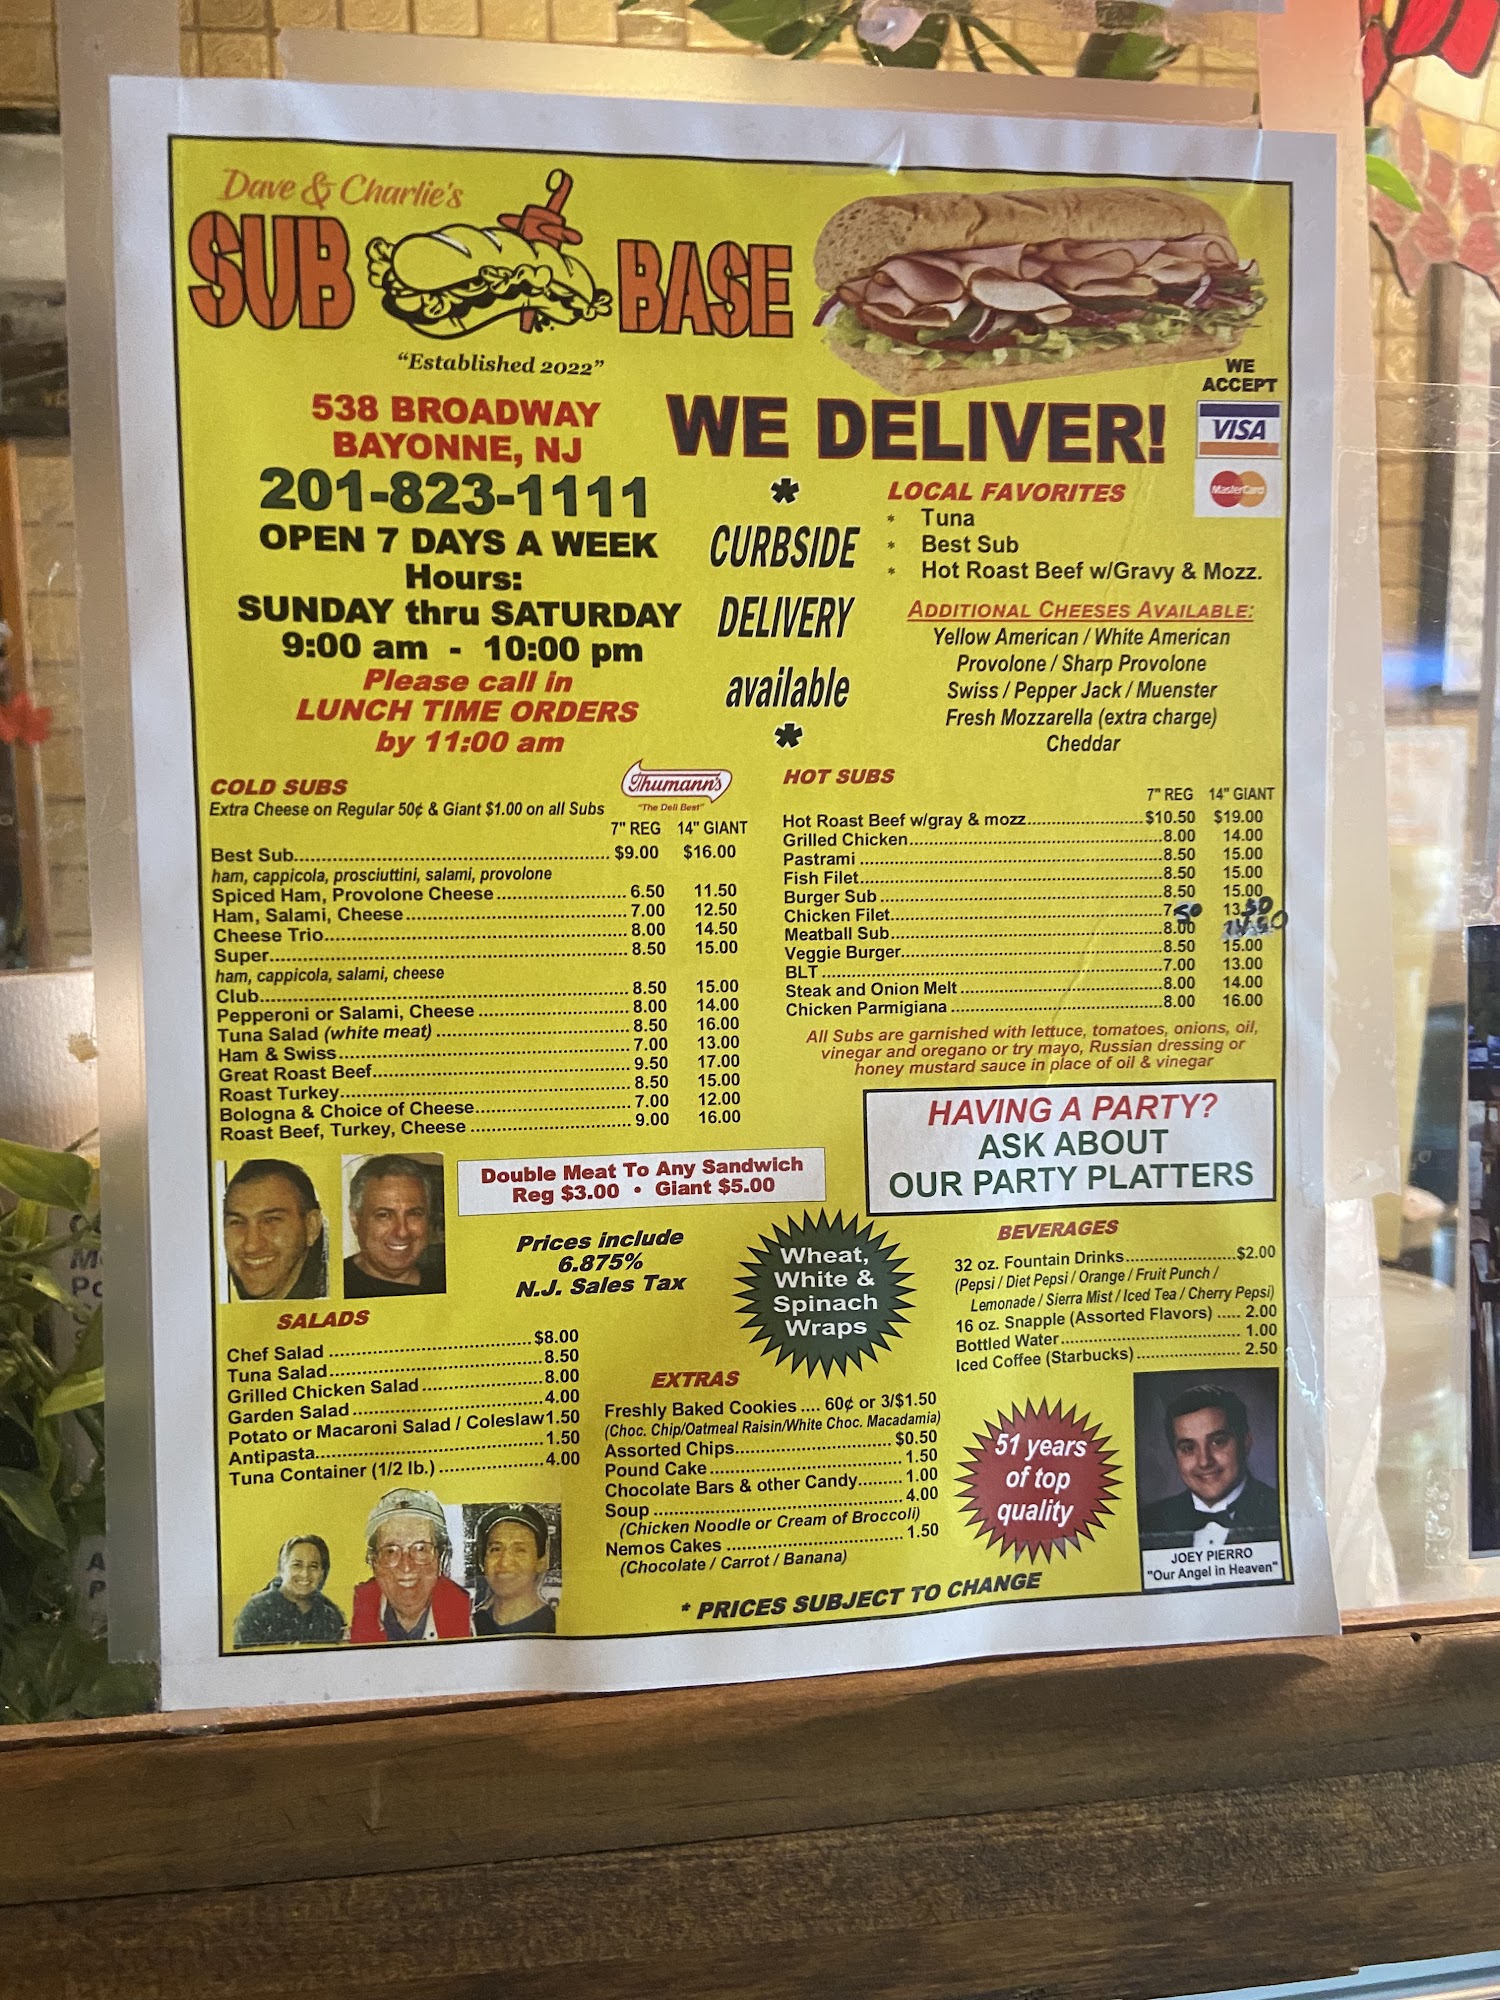 Dave & Charlie's
SUB BASE
"Established 2022"
538 BROADWAY
BAYONNE, NJ
201-823-1111
OPEN 7 DAYS A WEEK
Hours:
SUNDAY thru SATURDAY
9:00 am - 10:00 pm
Please call in
LUNCH TIME ORDERS
by 11:00 am
WE DELIVER!
*
CURBSIDE
DELIVERY
available
*
WE
ACCEPT
VISA
MasterCard
LOCAL FAVORITES
* Tuna
* Best Sub
* Hot Roast Beef w/Gravy & Mozz.
ADDITIONAL CHEESES AVAILABLE:
Yellow American / White American
Provolone / Sharp Provolone
Swiss / Pepper Jack / Muenster
Fresh Mozzarella (extra charge)
Cheddar
COLD SUBS
Thumann's
"The Deli Best"
Extra Cheese on Regular 50¢ & Giant $1.00 on all Subs
7" REG 14" GIANT
Best Sub $9.00 $16.00
ham, cappicola, prosciuttini, salami, provolone
Spiced Ham, Provolone Cheese 6.50 11.50
Ham, Salami, Cheese 7.00 12.50
Cheese Trio 8.00 14.50
Super 8.50 15.00
ham, cappicola, salami, cheese
Club 8.50 15.00
Pepperoni or Salami, Cheese 8.00 14.00
Tuna Salad (white meat) 8.50 16.00
Ham & Swiss 7.00 13.00
Great Roast Beef 9.50 17.00
Roast Turkey 8.50 15.00
Bologna & Choice of Cheese 7.00 12.00
Roast Beef, Turkey, Cheese 9.00 16.00
HOT SUBS
7" REG 14" GIANT
Hot Roast Beef w/gray & mozz $10.50 $19.00
Grilled Chicken 8.00 14.00
Pastrami 8.50 15.00
Fish Filet 8.50 15.00
Burger Sub 8.50 15.00
Chicken Filet 7.50 13.50
Meatball Sub 8.00
Veggie Burger 8.50 15.00
BLT 7.00 13.00
Steak and Onion Melt 8.00 14.00
Chicken Parmigiana 8.00 16.00
All Subs are garnished with lettuce, tomatoes, onions, oil,
vinegar and oregano or try mayo, Russian dressing or
honey mustard sauce in place of oil & vinegar
HAVING A PARTY?
ASK ABOUT
OUR PARTY PLATTERS
Double Meat To Any Sandwich
Reg $3.00 • Giant $5.00
Prices include
6.875%
N.J. Sales Tax
Wheat,
White &
Spinach
Wraps
BEVERAGES
32 oz. Fountain Drinks $2.00
(Pepsi / Diet Pepsi / Orange / Fruit Punch /
Lemonade / Sierra Mist / Iced Tea / Cherry Pepsi)
16 oz. Snapple (Assorted Flavors) 2.00
Bottled Water 1.00
Iced Coffee (Starbucks) 2.50
SALADS
Chef Salad $8.00
Tuna Salad 8.50
Grilled Chicken Salad 8.00
Garden Salad 4.00
Potato or Macaroni Salad / Coleslaw 1.50
Antipasta 1.50
Tuna Container (1/2 lb.) 4.00
EXTRAS
Freshly Baked Cookies .... 60¢ or 3/$1.50
(Choc. Chip/Oatmeal Raisin/White Choc. Macadamia)
Assorted Chips $0.50
Pound Cake 1.50
Chocolate Bars & other Candy 1.00
Soup 4.00
(Chicken Noodle or Cream of Broccoli)
Nemos Cakes 1.50
(Chocolate / Carrot / Banana)
51 years
of top
quality
JOEY PIERRO
"Our Angel in Heaven"
* PRICES SUBJECT TO CHANGE